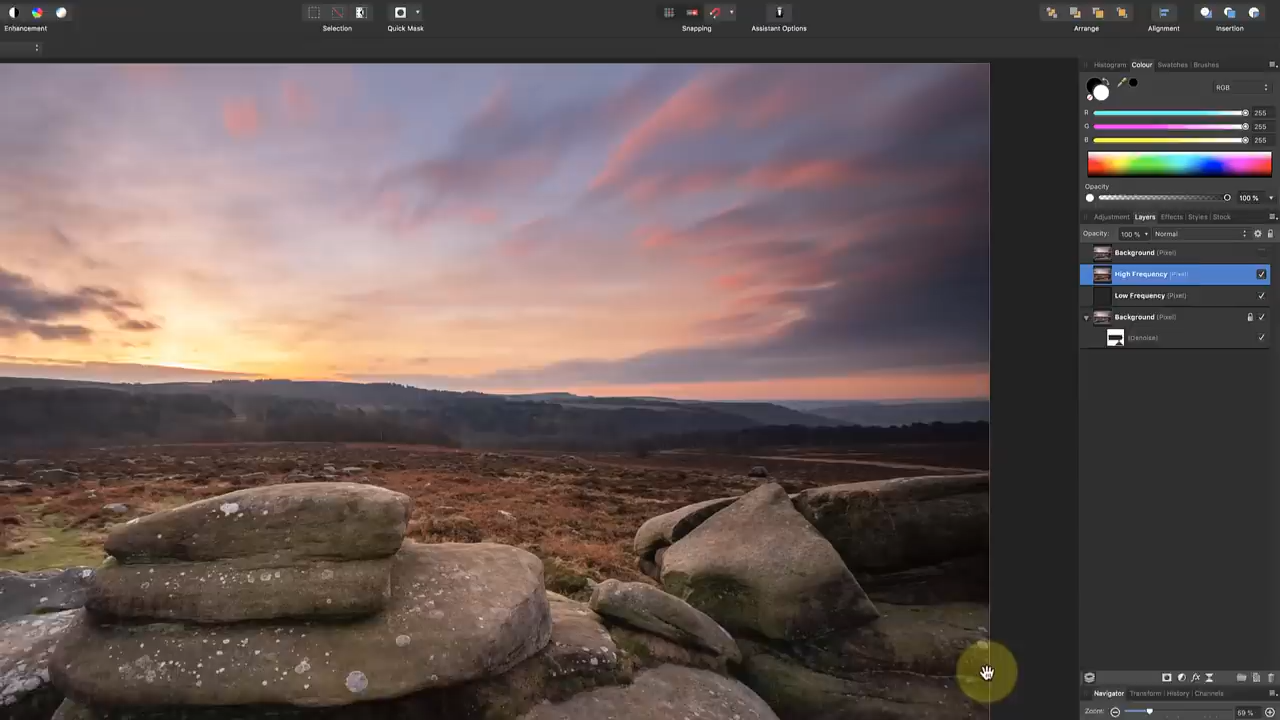 Enhancement
Selection
Quick Mask
Snapping
Assistant Options
Arrange
Alignment
Insertion
Histogram Colour Swatches Brushes
RGB
R 255
G 255
B 255
Opacity
100 %
Adjustment Layers Effects Styles Stock
Opacity: 100 % Normal
Background (Pixel)
High Frequency (Pixel)
Low Frequency (Pixel)
Background (Pixel)
(Denoise)
fx
Navigator Transform History Channels
Zoom: 59 %